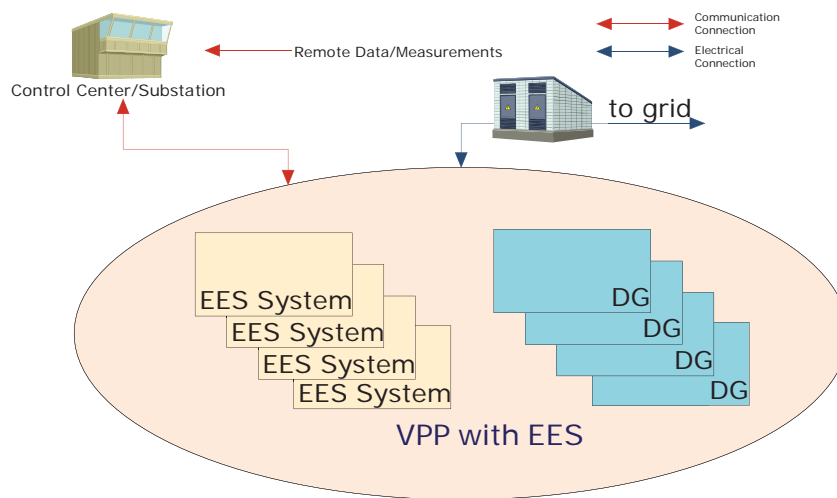 Communication
Connection
Remote Data/Measurements
Electrical
Connection
Control Center/Substation
to grid
EES System
EES System
EES System
EES System
DG
DG
DG
DG
VPP with EES